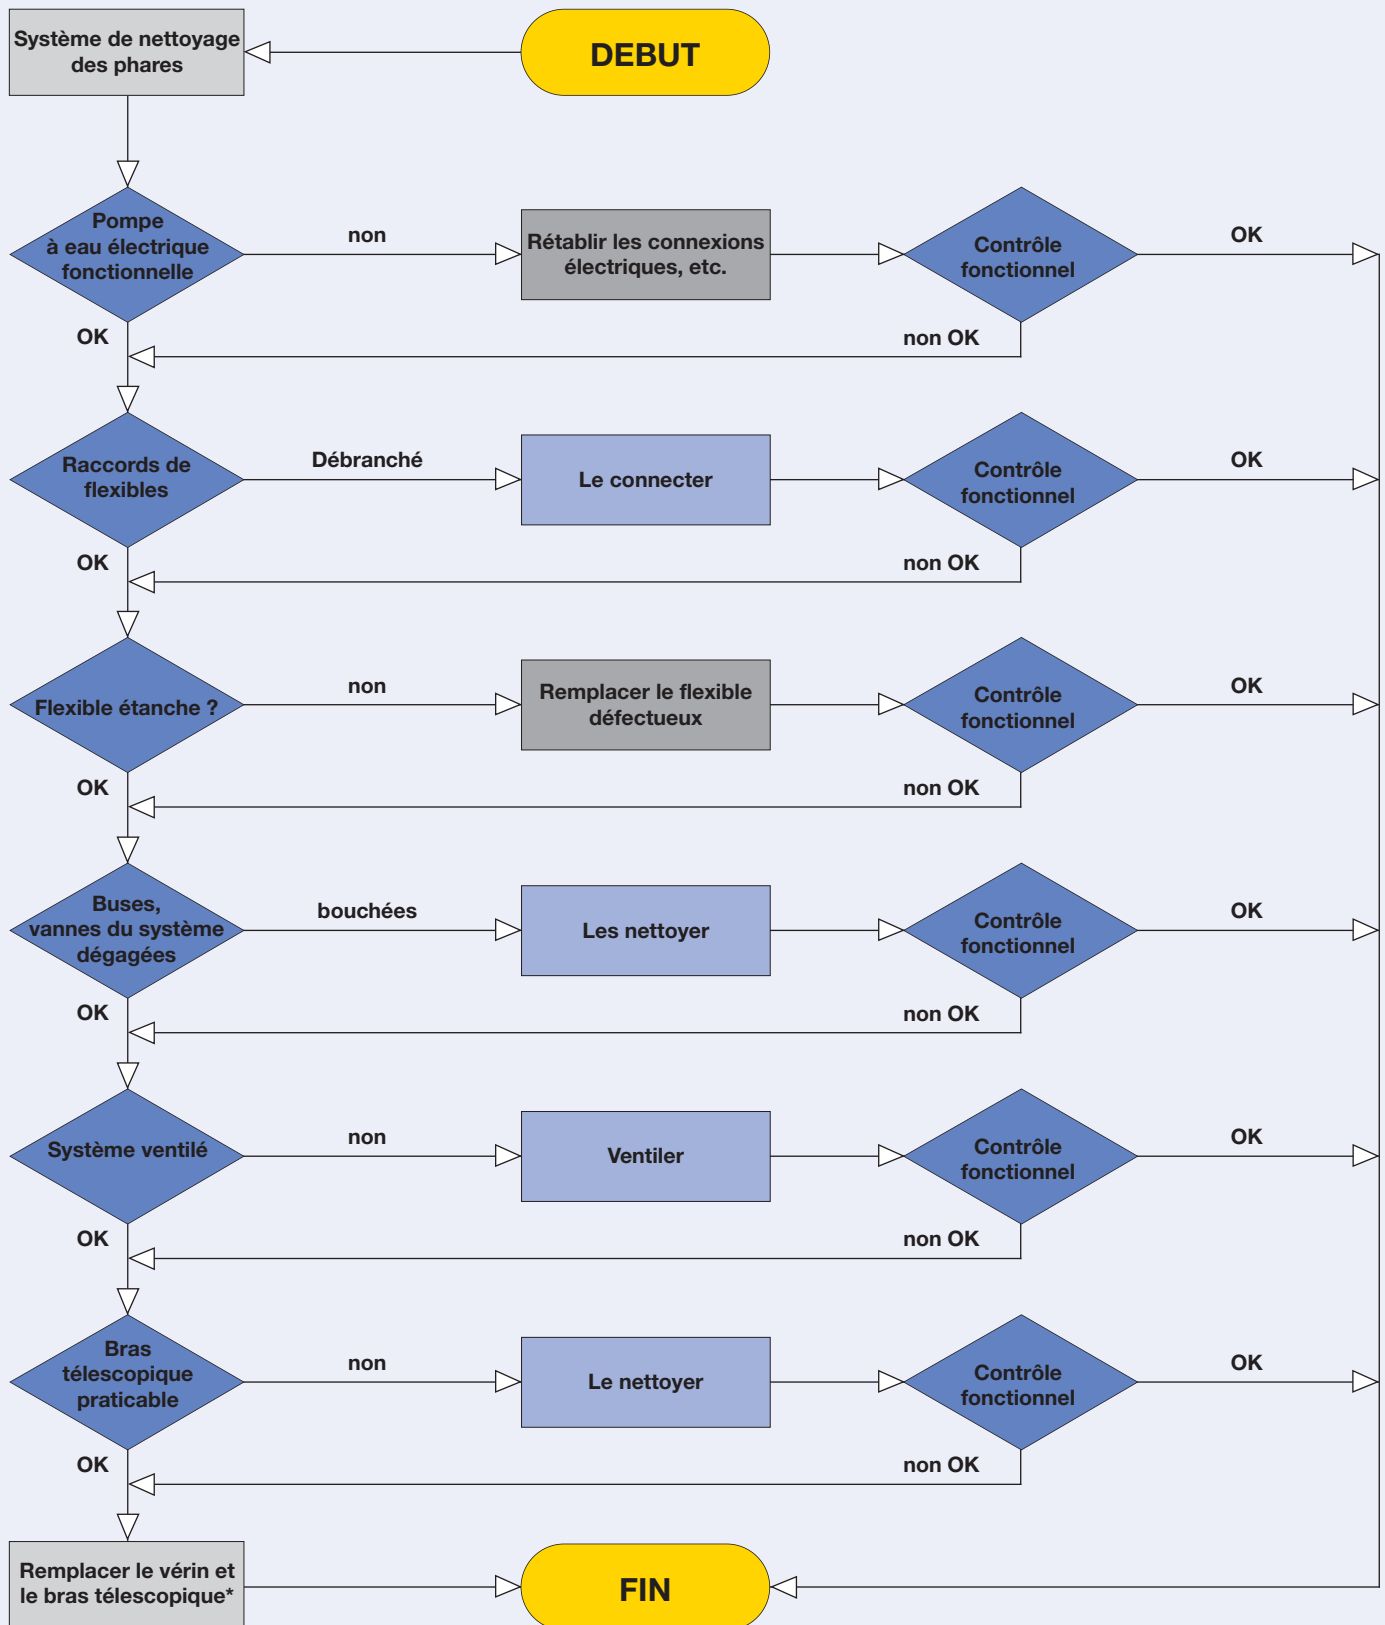 Système de nettoyage
des phares
DEBUT
Pompe
à eau électrique
fonctionnelle
non
Rétablir les connexions
électriques, etc.
Contrôle
fonctionnel
OK
OK
non OK
Raccords de
flexibles
Débranché
Le connecter
Contrôle
fonctionnel
OK
OK
non OK
Flexible étanche ?
non
Remplacer le flexible
défectueux
Contrôle
fonctionnel
OK
OK
non OK
Buses,
vannes du système
dégagées
bouchées
Les nettoyer
Contrôle
fonctionnel
OK
OK
non OK
Système ventilé
non
Ventiler
Contrôle
fonctionnel
OK
OK
non OK
Bras
télescopique
praticable
non
Le nettoyer
Contrôle
fonctionnel
OK
OK
non OK
Remplacer le vérin et
le bras télescopique*
FIN